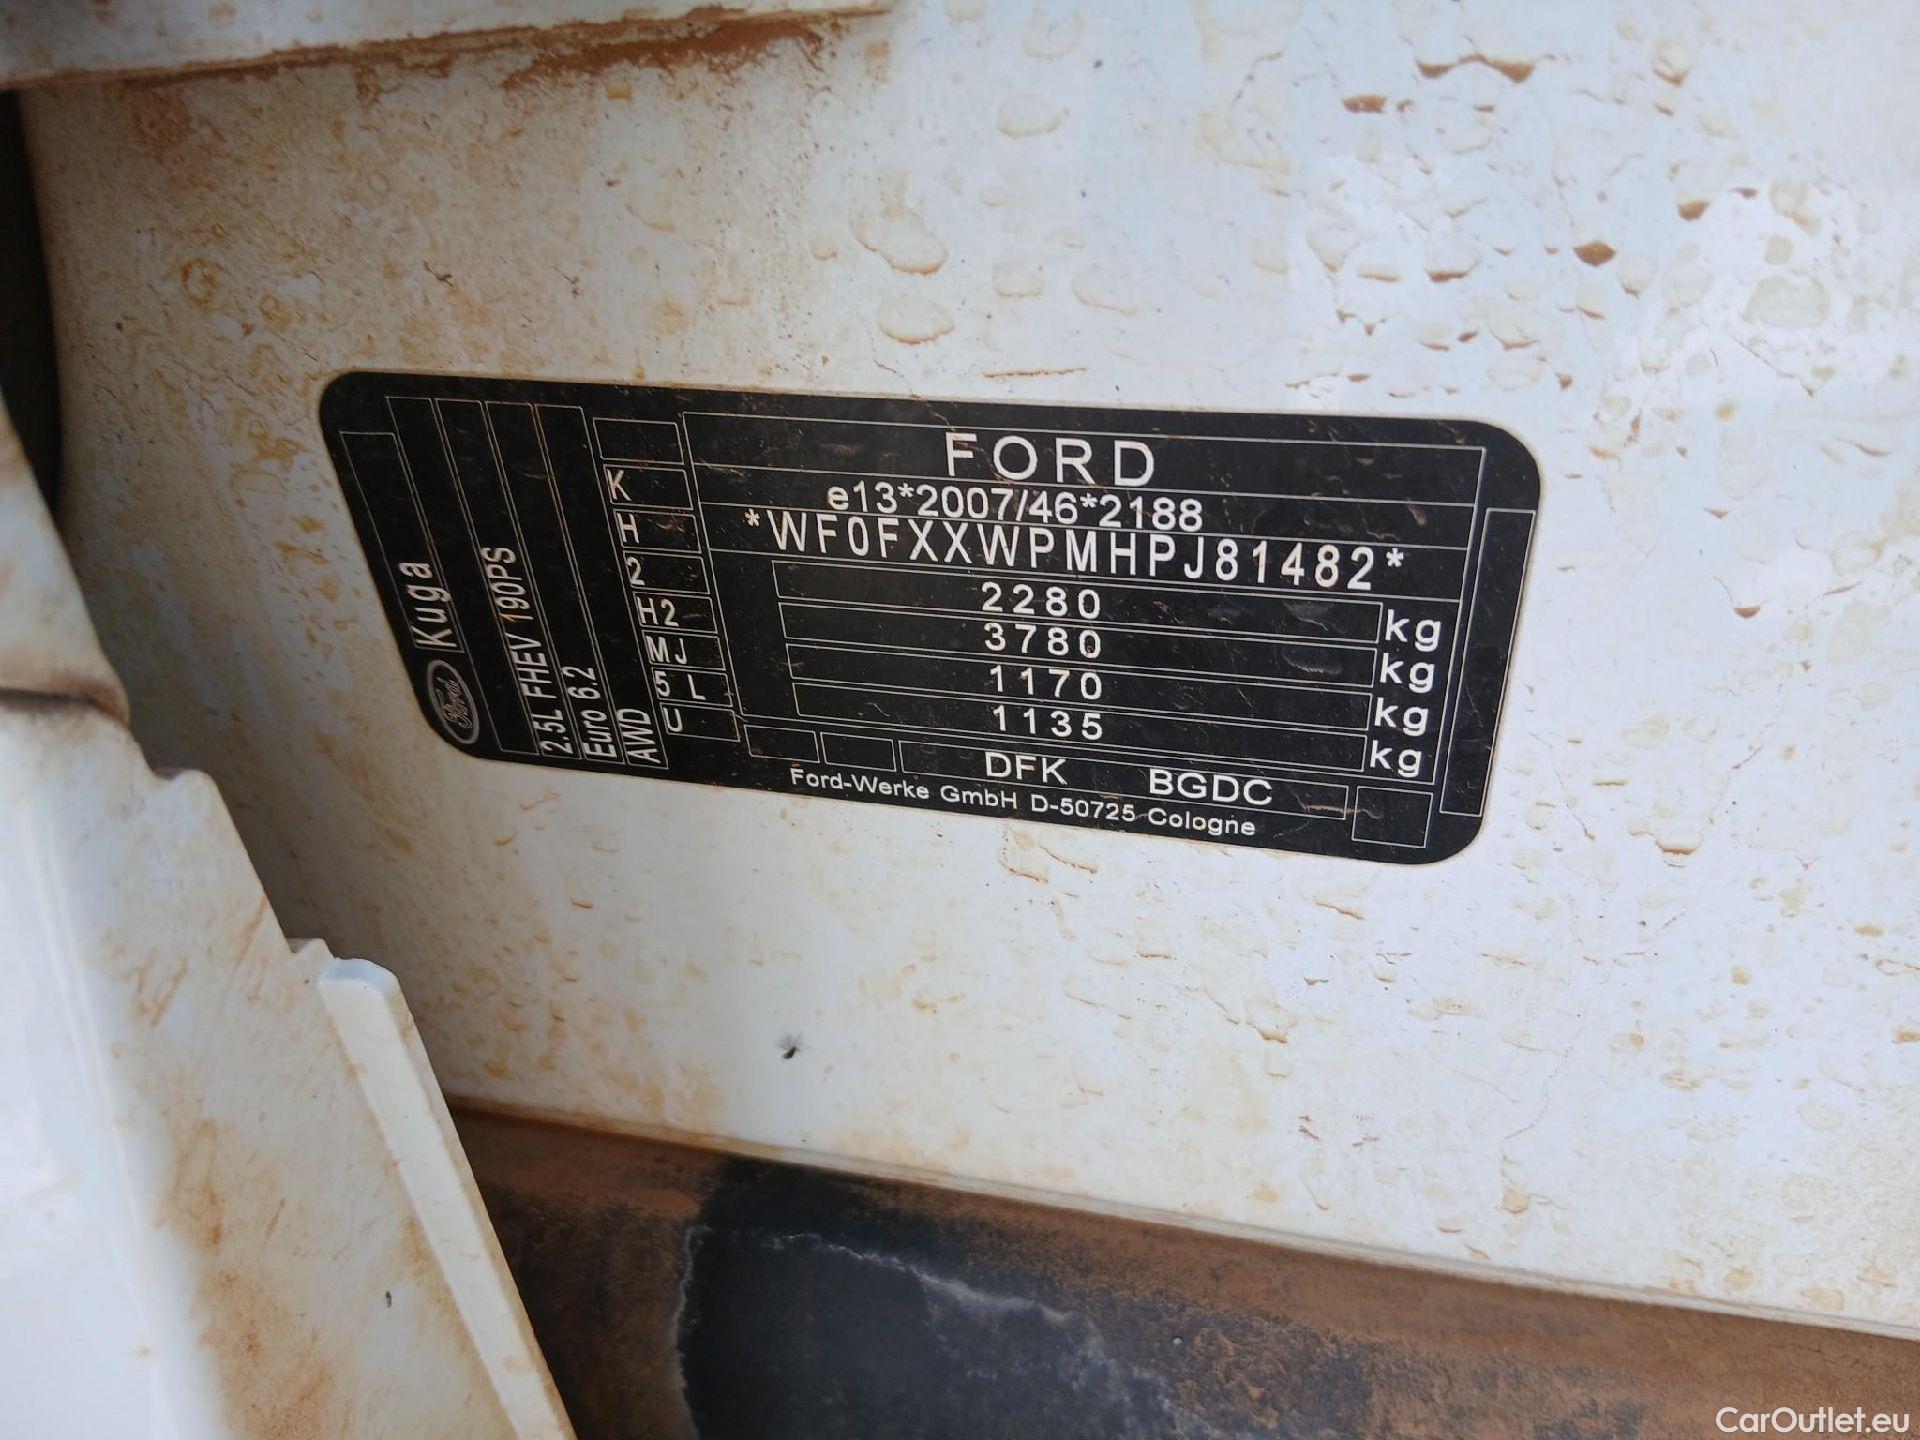 FORD
e13*2007/46*2188
*WF0FXXWPMHPJ81482*
2280 kg
3780 kg
1170 kg
1135 kg
DFK BGDC
Ford-Werke GmbH D-50725 Cologne
K
H
2
H2
MJ
5 L
U
Ford Kuga
2.5L FHEV 190PS
Euro 6.2
AWD
CarOutlet.eu